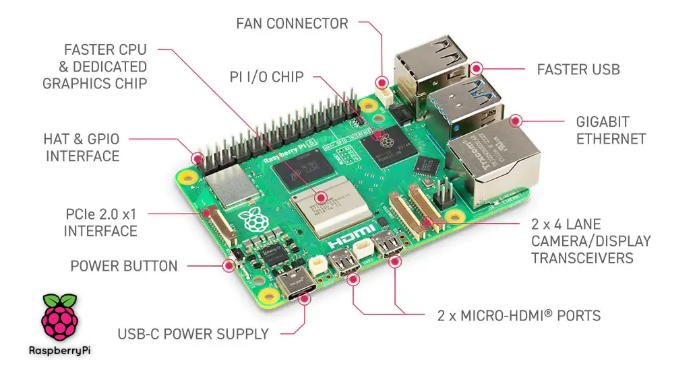 FAN CONNECTOR
FASTER CPU
& DEDICATED
GRAPHICS CHIP
PI I/O CHIP
FASTER USB
GIGABIT
ETHERNET
HAT & GPIO
INTERFACE
Raspberry Pi 5
PCIe 2.0 x1
INTERFACE
HDMI
2 x 4 LANE
CAMERA/DISPLAY
TRANSCEIVERS
POWER BUTTON
2 x MICRO-HDMI® PORTS
USB-C POWER SUPPLY
RaspberryPi